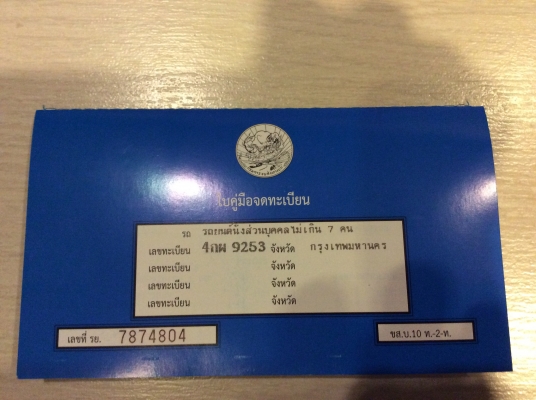 ใบคู่มือจดทะเบียน
รถ รถยนต์นั่งส่วนบุคคลไม่เกิน 7 คน
เลขทะเบียน 4กผ 9253 จังหวัด กรุงเทพมหานคร
เลขทะเบียน จังหวัด
เลขทะเบียน จังหวัด
เลขทะเบียน จังหวัด
เลขที่ รย. 7874804
ขส.บ.10 ท.-2-ท.